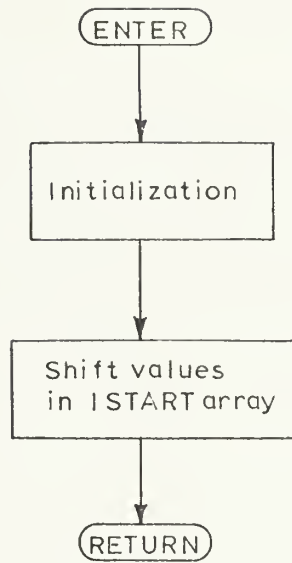 ENTER
Initialization
Shift values
in ISTART array
RETURN